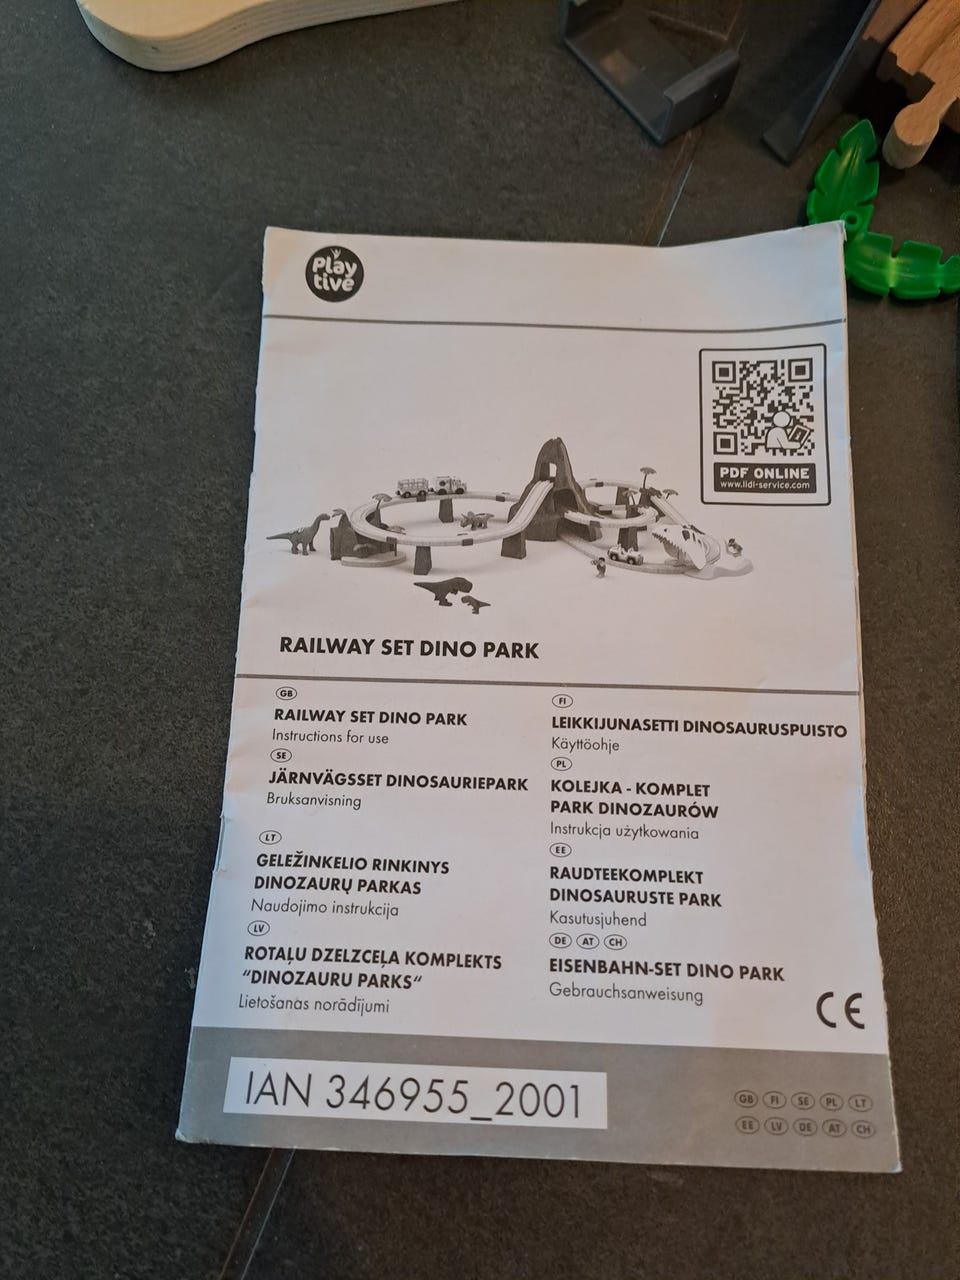 Play
tive
PDF ONLINE
www.lidl-service.com
RAILWAY SET DINO PARK
GB
RAILWAY SET DINO PARK
Instructions for use
SE
JÄRNVÄGSSET DINOSAURIEPARK
Bruksanvisning
LT
GELEŽINKELIO RINKINYS
DINOZAURŲ PARKAS
Naudojimo instrukcija
LV
ROTAĻU DZELZCEĻA KOMPLEKTS
“DINOZAURU PARKS“
Lietošanas norādījumi
FI
LEIKKIJUNASETTI DINOSAURUSPUISTO
Käyttöohje
PL
KOLEJKA - KOMPLET
PARK DINOZAURÓW
Instrukcja użytkowania
EE
RAUDTEEKOMPLEKT
DINOSAURUSTE PARK
Kasutusjuhend
DE AT CH
EISENBAHN-SET DINO PARK
Gebrauchsanweisung
CE
IAN 346955_2001
GB FI SE PL LT
EE LV DE AT CH